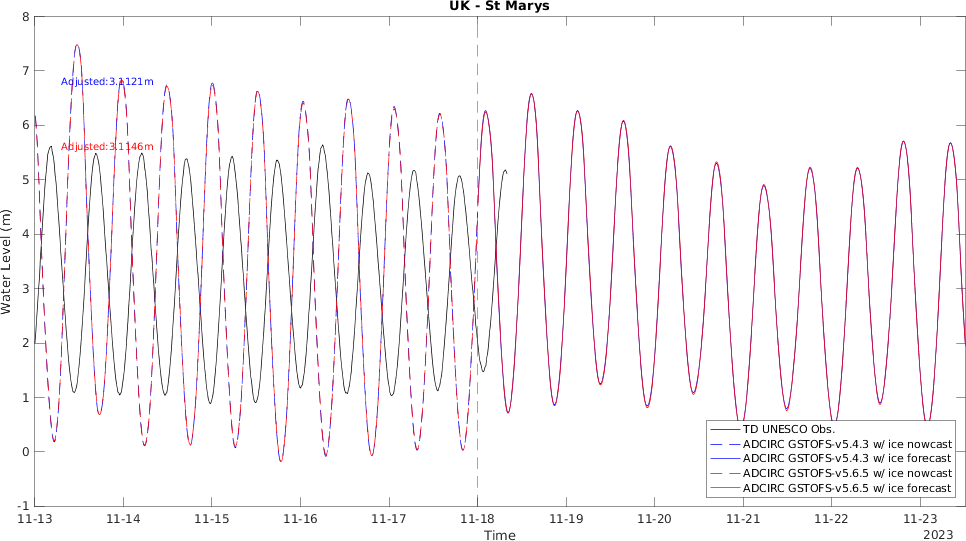 UK - St Marys
8
7
6
5
4
3
2
1
0
-1
Water Level (m)
Adjusted:3.1121m
Adjusted:3.1146m
TD UNESCO Obs.
ADCIRC GSTOFS-v5.4.3 w/ ice nowcast
ADCIRC GSTOFS-v5.4.3 w/ ice forecast
ADCIRC GSTOFS-v5.6.5 w/ ice nowcast
ADCIRC GSTOFS-v5.6.5 w/ ice forecast
11-13 11-14 11-15 11-16 11-17 11-18 11-19 11-20 11-21 11-22 11-23
Time
2023